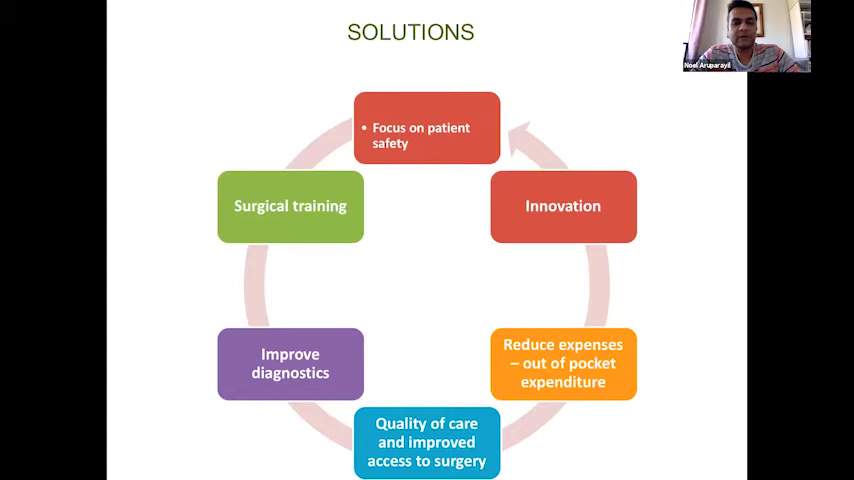 SOLUTIONS
Noel Aruparayil
• Focus on patient
safety
Surgical training
Innovation
Improve
diagnostics
Reduce expenses
– out of pocket
expenditure
Quality of care
and improved
access to surgery